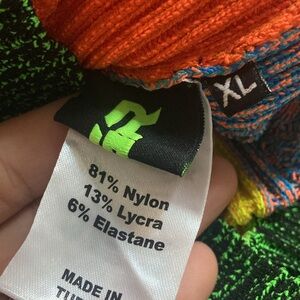 XL
81% Nylon
13% Lycra
6% Elastane
MADE IN